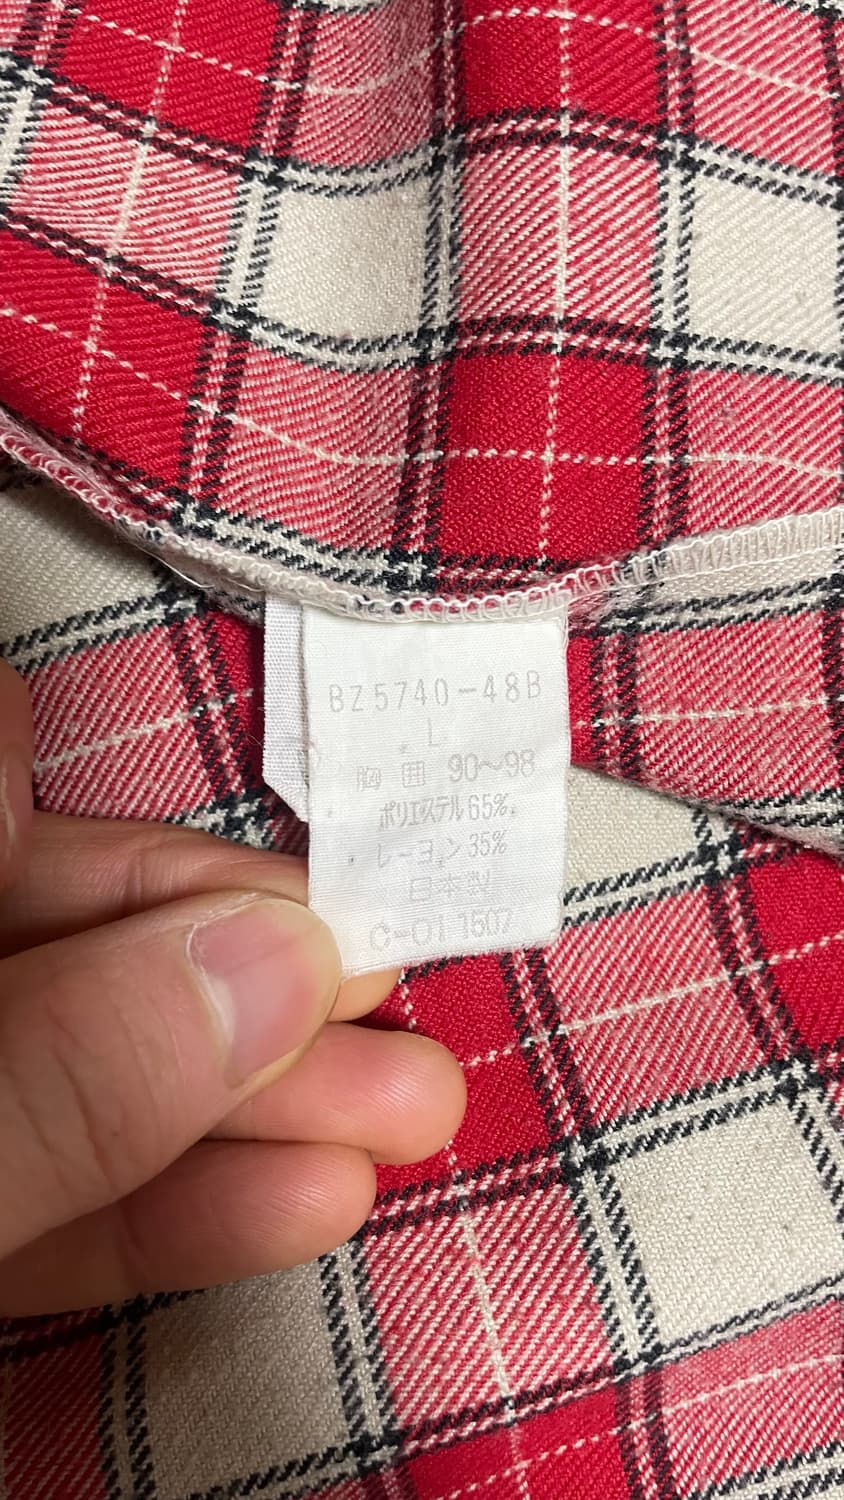 BZ5740-48B
L
胸囲 90～98
ポリエステル65%
レーヨン35%
日本製
C-01 1507